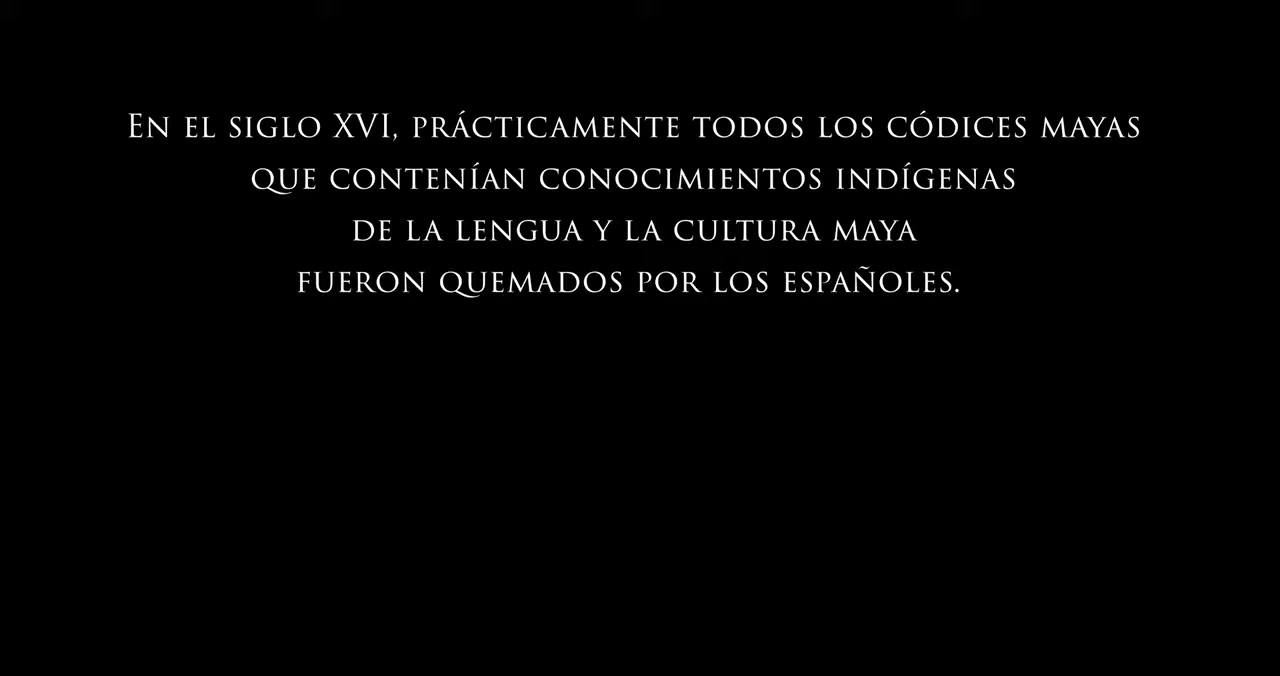 En el siglo XVI, prácticamente todos los códices mayas
que contenían conocimientos indígenas
de la lengua y la cultura maya
fueron quemados por los españoles.